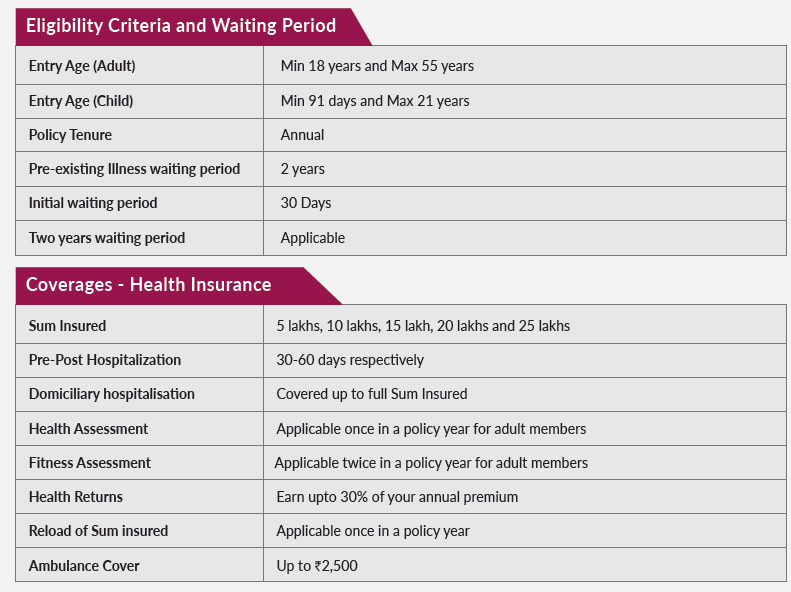 Eligibility Criteria and Waiting Period
Entry Age (Adult) Min 18 years and Max 55 years
Entry Age (Child) Min 91 days and Max 21 years
Policy Tenure Annual
Pre-existing Illness waiting period 2 years
Initial waiting period 30 Days
Two years waiting period Applicable
Coverages - Health Insurance
Sum Insured 5 lakhs, 10 lakhs, 15 lakh, 20 lakhs and 25 lakhs
Pre-Post Hospitalization 30-60 days respectively
Domiciliary hospitalisation Covered up to full Sum Insured
Health Assessment Applicable once in a policy year for adult members
Fitness Assessment Applicable twice in a policy year for adult members
Health Returns Earn upto 30% of your annual premium
Reload of Sum insured Applicable once in a policy year
Ambulance Cover Up to ₹2,500